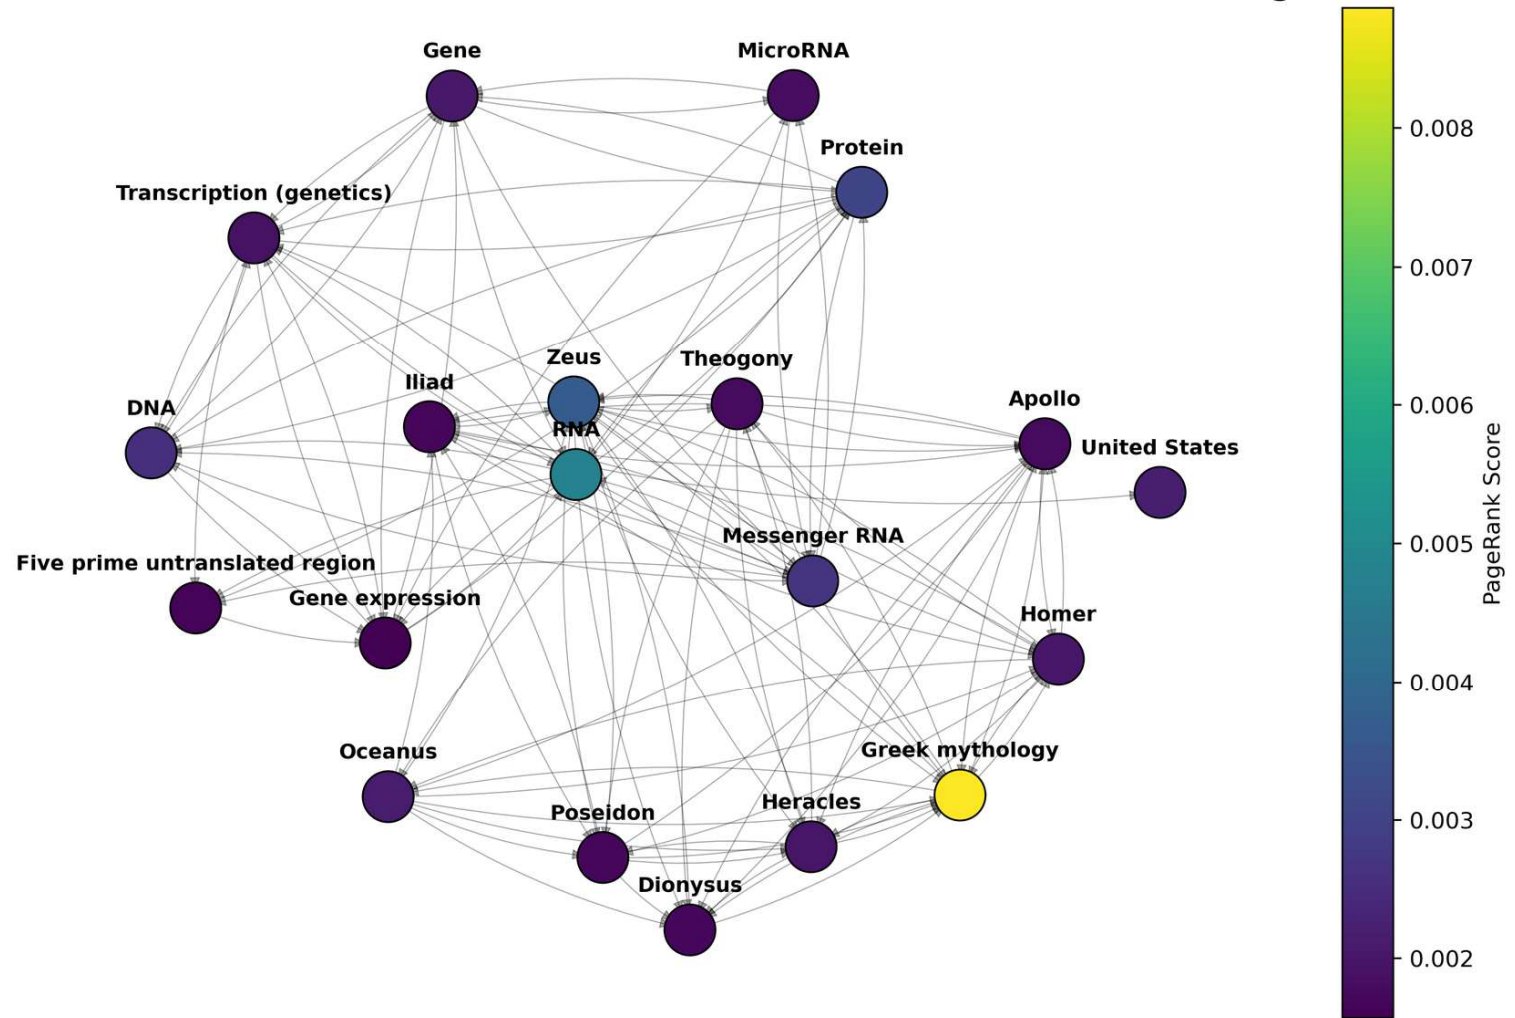 Gene
MicroRNA
Protein
Transcription (genetics)
Zeus
Theogony
Iliad
Apollo
DNA
RNA
United States
Messenger RNA
Five prime untranslated region
Gene expression
Homer
Oceanus
Greek mythology
Poseidon
Heracles
Dionysus
0.008
0.007
0.006
0.005
0.004
0.003
0.002
PageRank Score